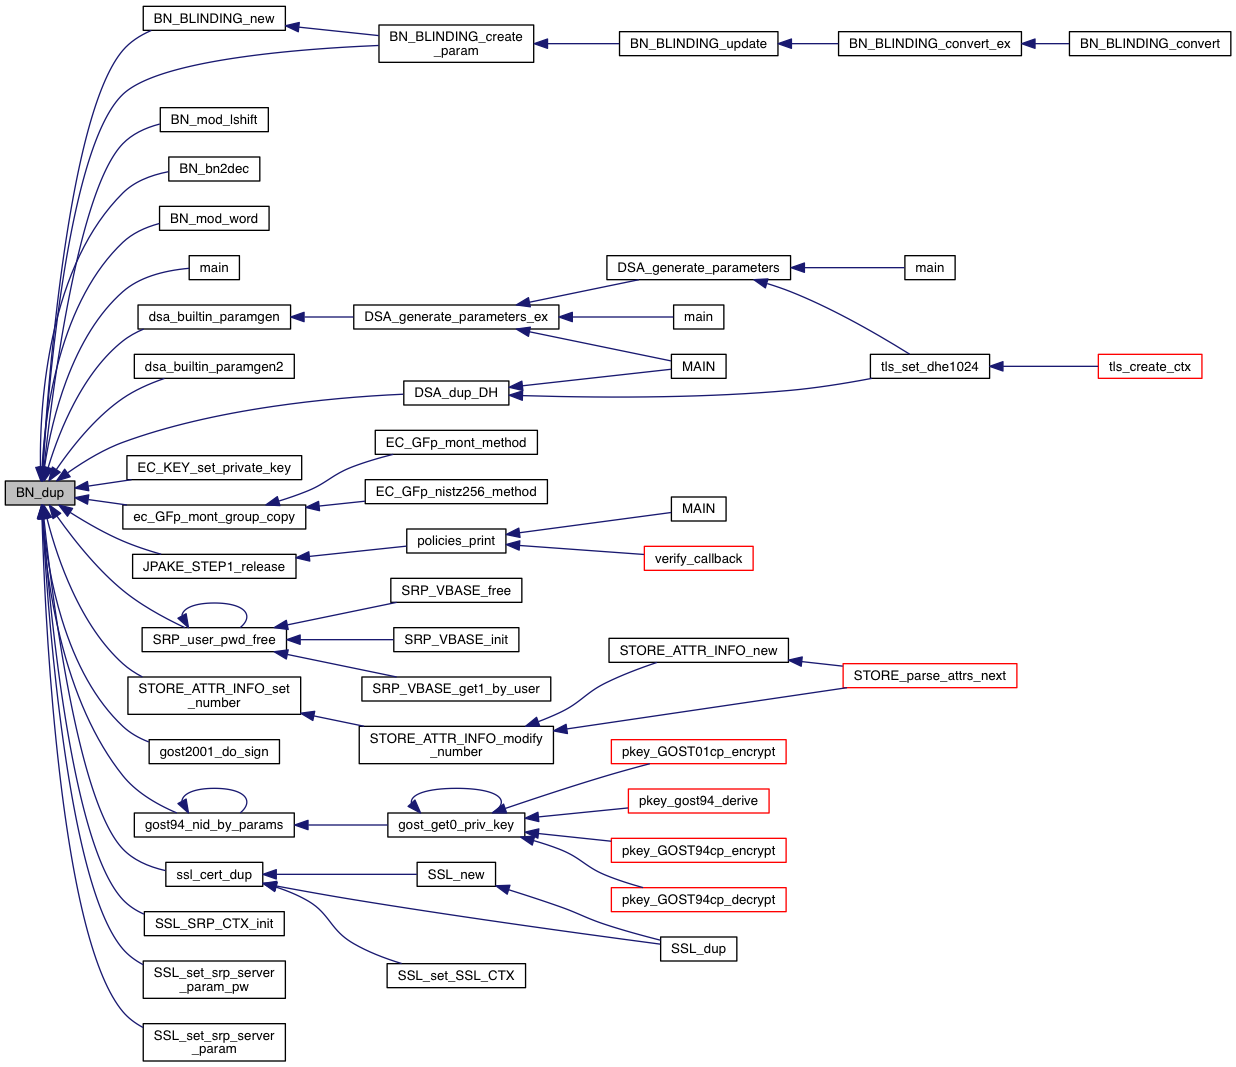 BN_BLINDING_new
BN_BLINDING_create
_param
BN_BLINDING_update
BN_BLINDING_convert_ex
BN_BLINDING_convert
BN_mod_lshift
BN_bn2dec
BN_mod_word
main
DSA_generate_parameters
main
dsa_builtin_paramgen
DSA_generate_parameters_ex
main
dsa_builtin_paramgen2
MAIN
tls_set_dhe1024
tls_create_ctx
DSA_dup_DH
EC_GFp_mont_method
EC_KEY_set_private_key
BN_dup
EC_GFp_nistz256_method
ec_GFp_mont_group_copy
MAIN
policies_print
verify_callback
JPAKE_STEP1_release
SRP_VBASE_free
SRP_user_pwd_free
SRP_VBASE_init
STORE_ATTR_INFO_new
STORE_parse_attrs_next
SRP_VBASE_get1_by_user
STORE_ATTR_INFO_set
_number
STORE_ATTR_INFO_modify
_number
gost2001_do_sign
pkey_GOST01cp_encrypt
pkey_gost94_derive
gost94_nid_by_params
gost_get0_priv_key
pkey_GOST94cp_encrypt
ssl_cert_dup
SSL_new
pkey_GOST94cp_decrypt
SSL_SRP_CTX_init
SSL_dup
SSL_set_srp_server
_param_pw
SSL_set_SSL_CTX
SSL_set_srp_server
_param